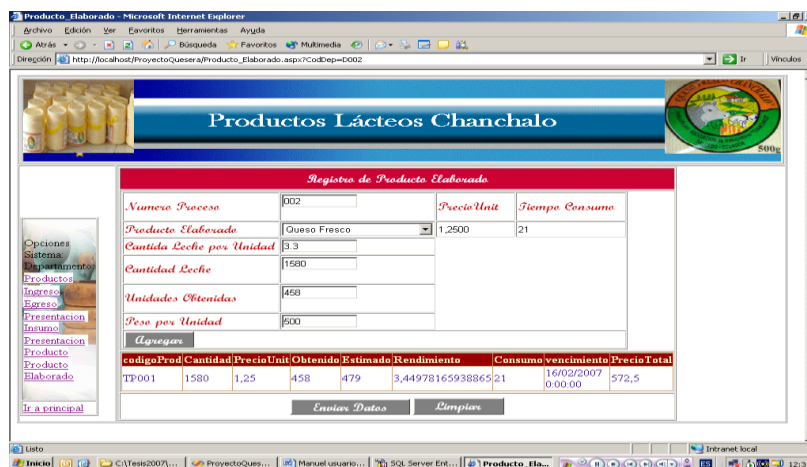 Producto_Elaborado - Microsoft Internet Explorer
Archivo Edición Ver Favoritos Herramientas Ayuda
Atrás Búsqueda Favoritos Multimedia
Dirección http://localhost/ProyectoQuesera/Producto_Elaborado.aspx?CodDep=D002 Ir Vínculos
Productos Lácteos Chanchalo
500g
Registro de Producto Elaborado
Numero Proceso 002 PrecioUnit Tiempo Consumo
Producto Elaborado Queso Fresco 1,2500 21
Cantida Leche por Unidad 3.3
Cantidad Leche 1580
Unidades Obtenidas 458
Peso por Unidad 500
Agregar
codigoProd Cantidad PrecioUnit Obtenido Estimado Rendimiento Consumo vencimiento PrecioTotal
TP001 1580 1,25 458 479 3,44978165938865 21 16/02/2007 0:00:00 572,5
Enviar Datos Limpiar
Opciones
Sistema:
Departamento:
Productos
Ingreso
Egreso
Presentacion
Insumo
Presentacion
Producto
Producto
Elaborado
Ir a principal
Listo Intranet local
Inicio C:\Tesis2007\... ProyectoQues... Manuel usuario... SQL Server Ent... Producto_Ela... ES